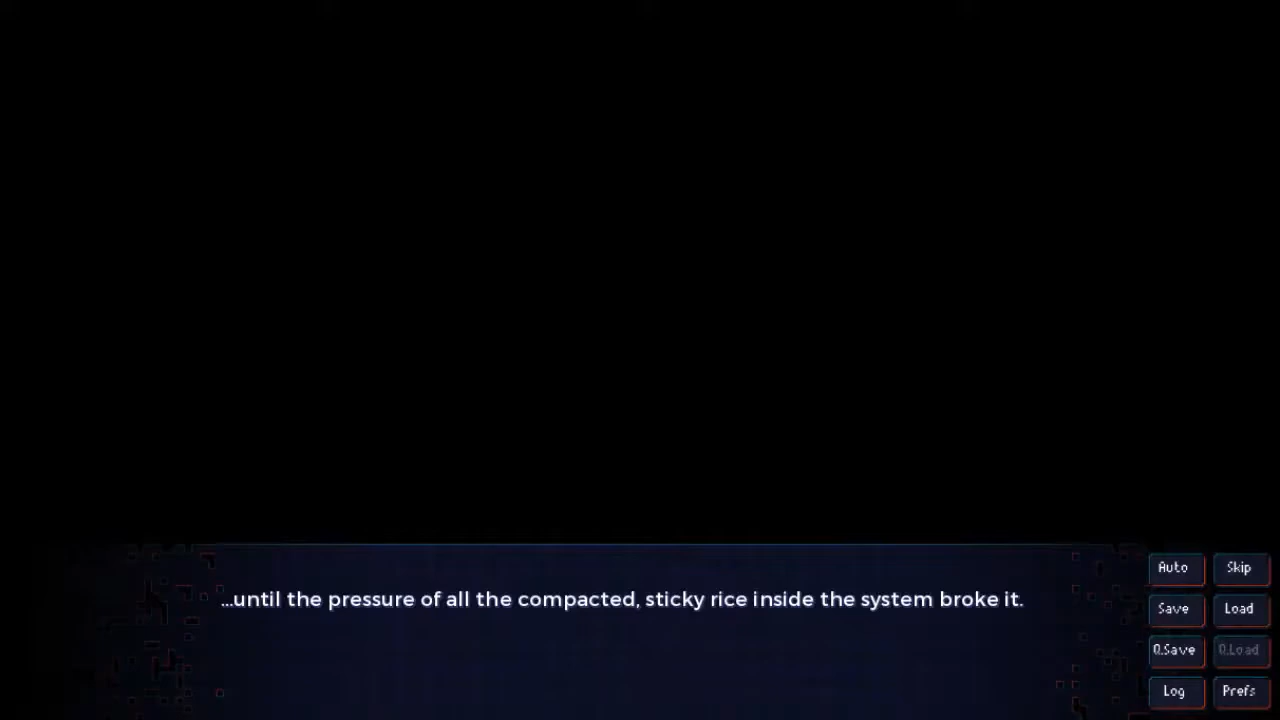 ...until the pressure of all the compacted, sticky rice inside the system broke it.
Auto
Skip
Save
Load
Q.Save
Q.Load
Log
Prefs